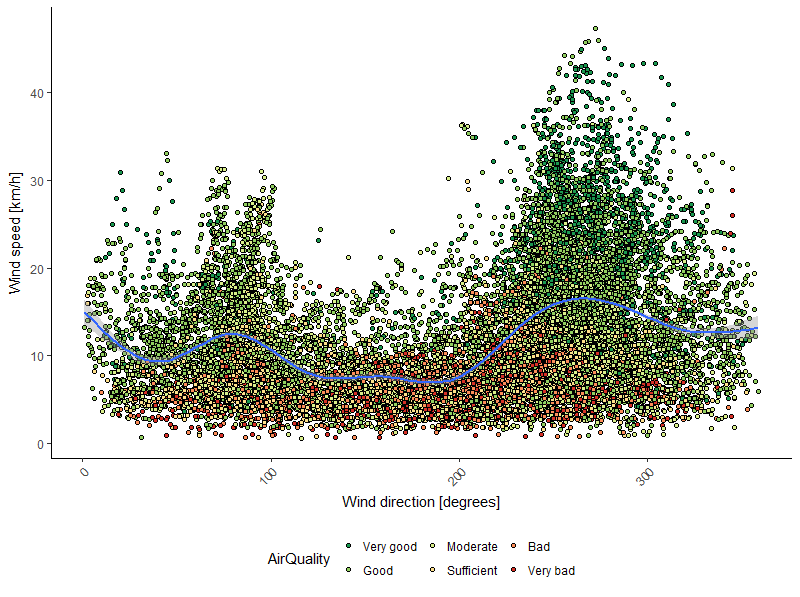 Wind speed [km/h]
40
30
20
10
0
0 100 200 300
Wind direction [degrees]
AirQuality
Very good Moderate Bad
Good Sufficient Very bad